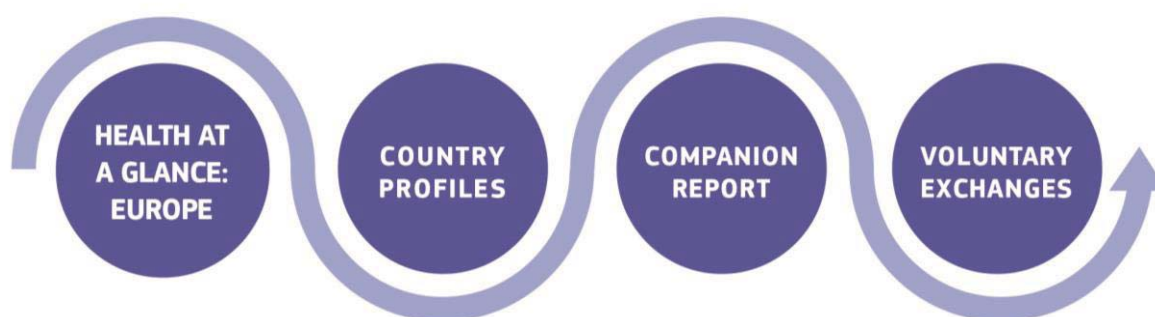 HEALTH AT
A GLANCE:
EUROPE
COUNTRY
PROFILES
COMPANION
REPORT
VOLUNTARY
EXCHANGES